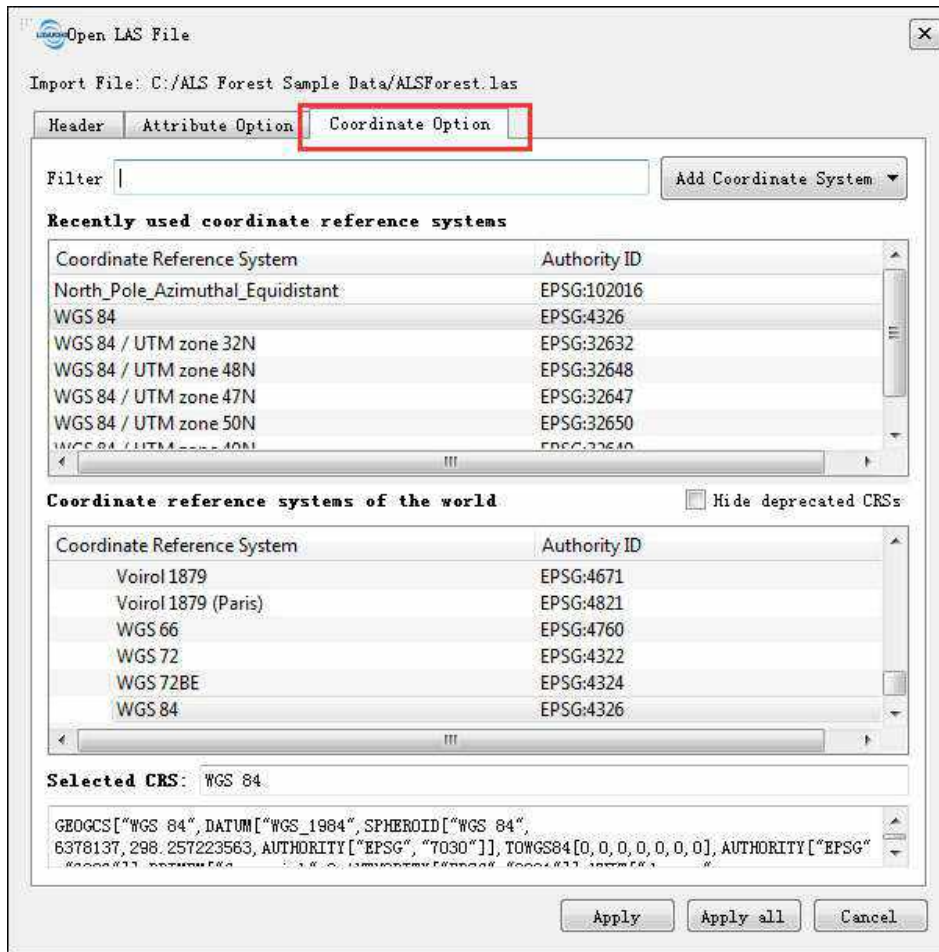 Open LAS File
Import File: C:/ALS Forest Sample Data/ALSForest.las
Header Attribute Option Coordinate Option
Filter Add Coordinate System
Recently used coordinate reference systems
Coordinate Reference System Authority ID
North_Pole_Azimuthal_Equidistant EPSG:102016
WGS 84 EPSG:4326
WGS 84 / UTM zone 32N EPSG:32632
WGS 84 / UTM zone 48N EPSG:32648
WGS 84 / UTM zone 47N EPSG:32647
WGS 84 / UTM zone 50N EPSG:32650
WGS 84 / UTM zone 49N EPSG:32649
Coordinate reference systems of the world Hide deprecated CRSs
Coordinate Reference System Authority ID
Voirol 1879 EPSG:4671
Voirol 1879 (Paris) EPSG:4821
WGS 66 EPSG:4760
WGS 72 EPSG:4322
WGS 72BE EPSG:4324
WGS 84 EPSG:4326
Selected CRS: WGS 84
GEOGCS["WGS 84", DATUM["WGS_1984", SPHEROID["WGS 84",
6378137, 298.257223563, AUTHORITY["EPSG", "7030"]], TOWGS84[0,0,0,0,0,0,0], AUTHORITY["EPSG"
Apply Apply all Cancel